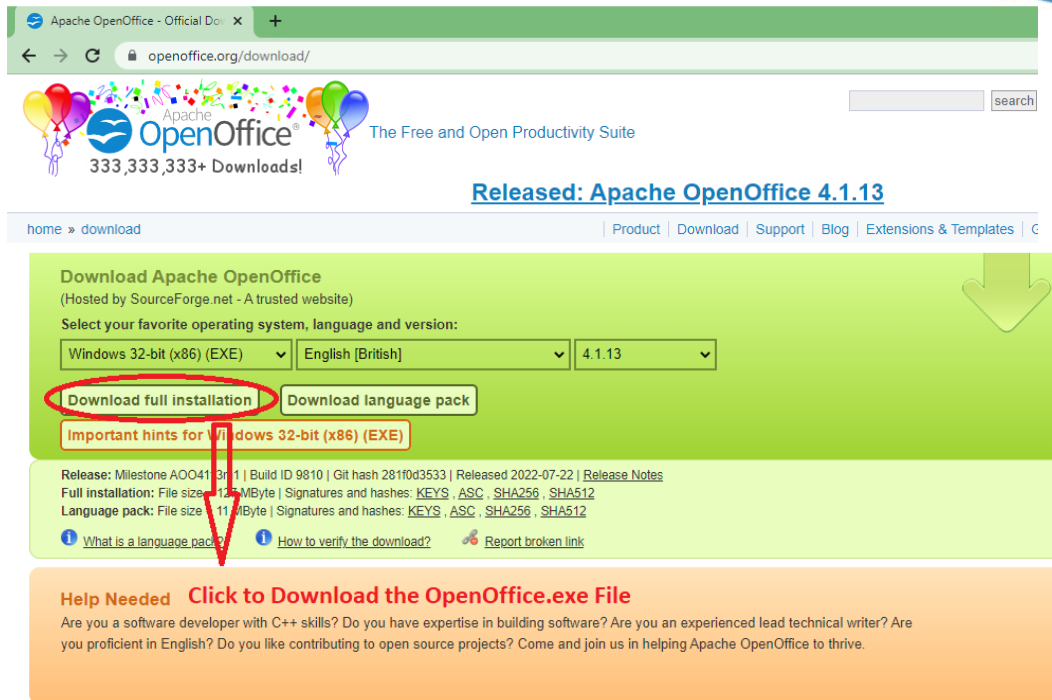 Apache OpenOffice - Official Do
openoffice.org/download/
search
Apache
OpenOffice®
The Free and Open Productivity Suite
333,333,333+ Downloads!
Released: Apache OpenOffice 4.1.13
home » download
Product | Download | Support | Blog | Extensions & Templates |
Download Apache OpenOffice
(Hosted by SourceForge.net - A trusted website)
Select your favorite operating system, language and version:
Windows 32-bit (x86) (EXE) English [British] 4.1.13
Download full installation Download language pack
Important hints for Windows 32-bit (x86) (EXE)
Release: Milestone | Build ID 9810 | Git hash 281f0d3533 | Released 2022-07-22 | Release Notes
Full installation: File size MByte | Signatures and hashes: KEYS , ASC , SHA256 , SHA512
Language pack: File size 11 MByte | Signatures and hashes: KEYS , ASC , SHA256 , SHA512
What is a language pack? How to verify the download? Report broken link
Help Needed Click to Download the OpenOffice.exe File
Are you a software developer with C++ skills? Do you have expertise in building software? Are you an experienced lead technical writer? Are
you proficient in English? Do you like contributing to open source projects? Come and join us in helping Apache OpenOffice to thrive.